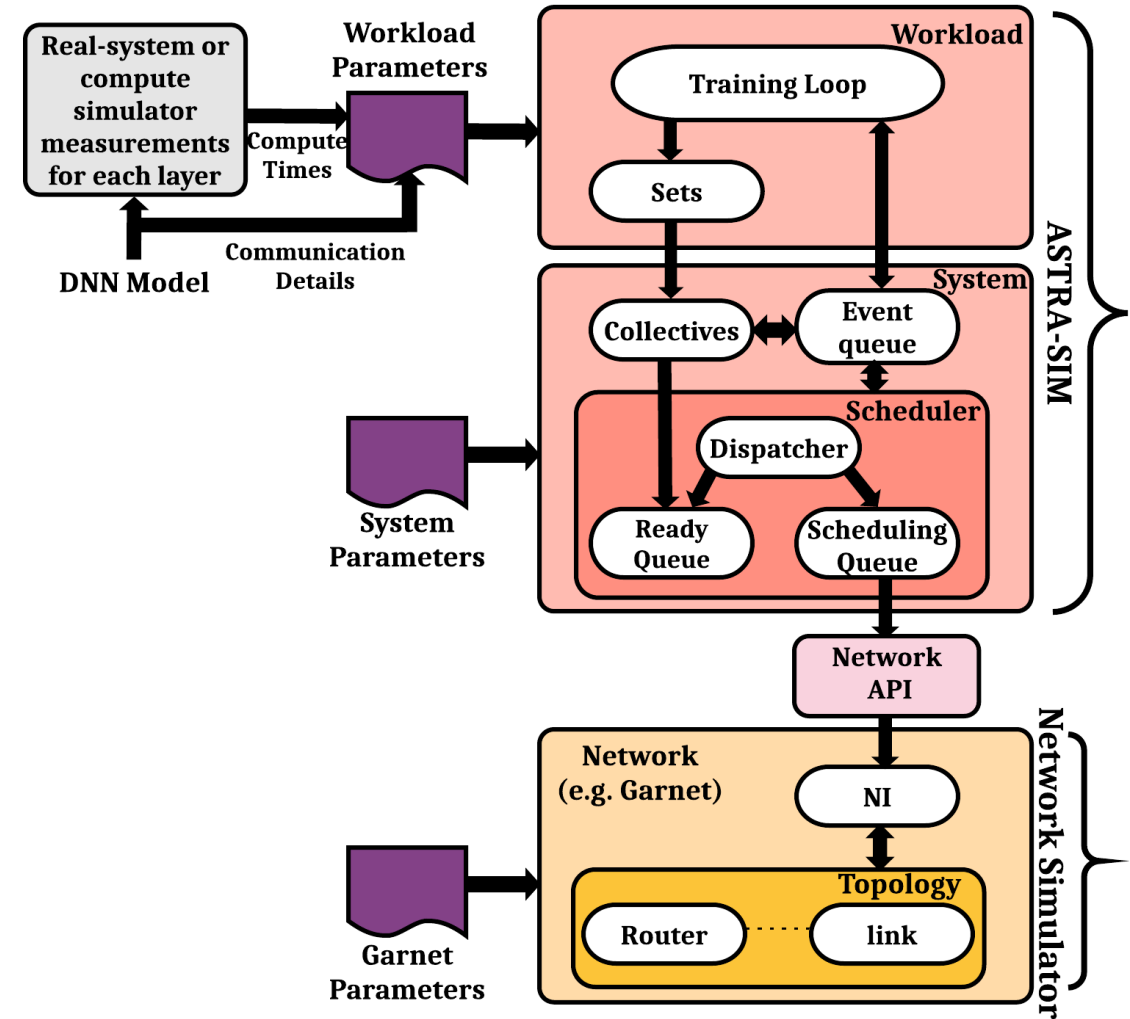 Real-system or
compute
simulator
measurements
for each layer
Workload
Parameters
Compute
Times
Communication
Details
DNN Model
Workload
Training Loop
Sets
System
Collectives
Event
queue
Scheduler
Dispatcher
Ready
Queue
Scheduling
Queue
System
Parameters
ASTRA-SIM
Network
API
Network
(e.g. Garnet)
NI
Topology
Router
link
Garnet
Parameters
Network Simulator